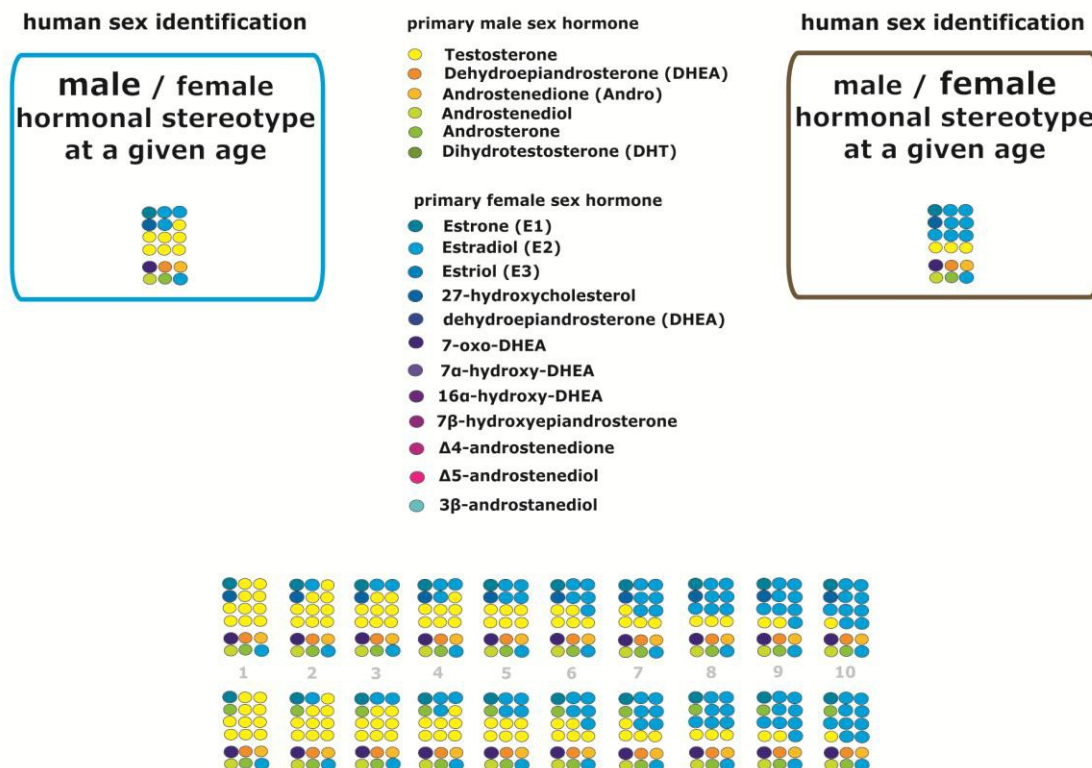 human sex identification
male / female
hormonal stereotype
at a given age
primary male sex hormone
Testosterone
Dehydroepiandrosterone (DHEA)
Androstenedione (Andro)
Androstenediol
Androsterone
Dihydrotestosterone (DHT)
primary female sex hormone
Estrone (E1)
Estradiol (E2)
Estriol (E3)
27-hydroxycholesterol
dehydroepiandrosterone (DHEA)
7-oxo-DHEA
7α-hydroxy-DHEA
16α-hydroxy-DHEA
7β-hydroxyepiandrosterone
Δ4-androstenedione
Δ5-androstenediol
3β-androstanediol
human sex identification
male / female
hormonal stereotype
at a given age
1 2 3 4 5 6 7 8 9 10